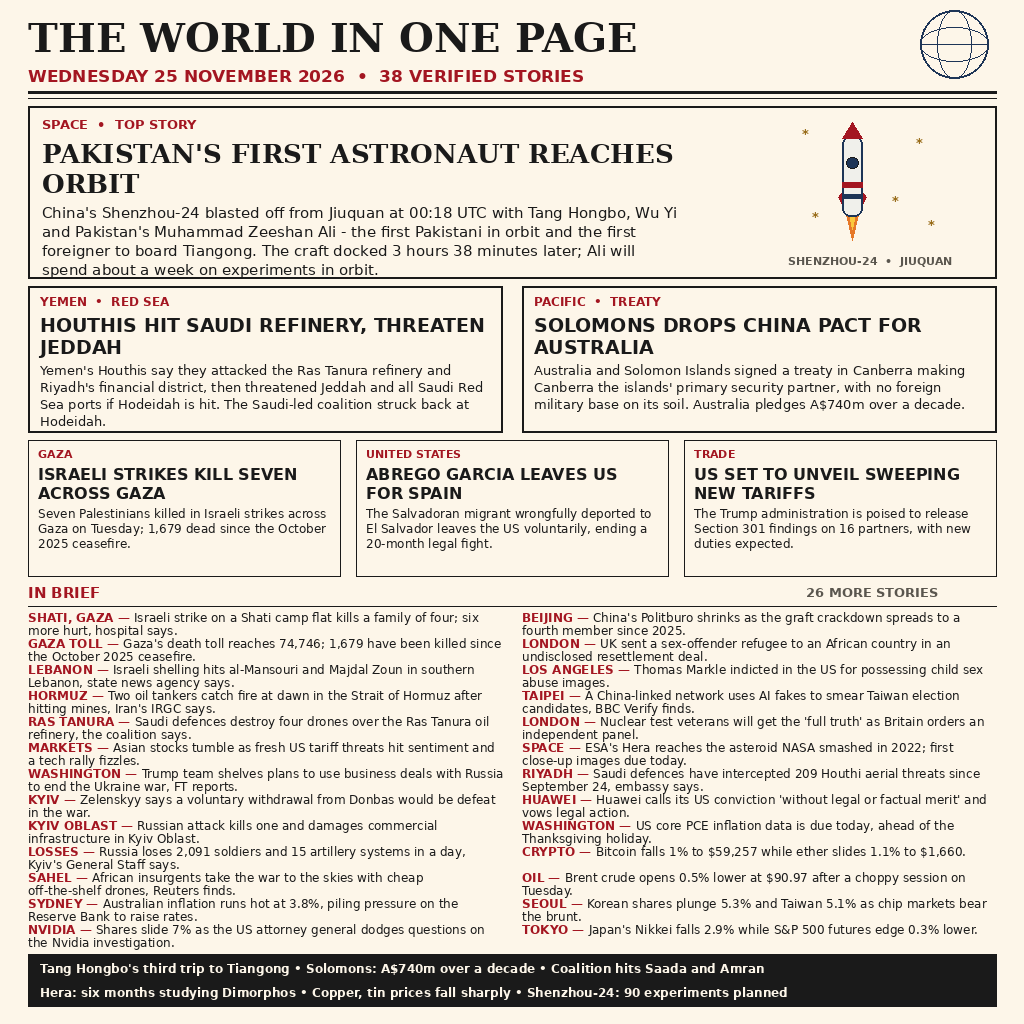 THE WORLD IN ONE PAGE
WEDNESDAY 25 NOVEMBER 2026 • 38 VERIFIED STORIES
SPACE • TOP STORY
PAKISTAN'S FIRST ASTRONAUT REACHES
ORBIT
China's Shenzhou-24 blasted off from Jiuquan at 00:18 UTC with Tang Hongbo, Wu Yi
and Pakistan's Muhammad Zeeshan Ali - the first Pakistani in orbit and the first
foreigner to board Tiangong. The craft docked 3 hours 38 minutes later; Ali will
spend about a week on experiments in orbit.
SHENZHOU-24 • JIUQUAN
YEMEN • RED SEA
HOUTHIS HIT SAUDI REFINERY, THREATEN
JEDDAH
Yemen's Houthis say they attacked the Ras Tanura refinery and
Riyadh's financial district, then threatened Jeddah and all Saudi Red
Sea ports if Hodeidah is hit. The Saudi-led coalition struck back at
Hodeidah.
PACIFIC • TREATY
SOLOMONS DROPS CHINA PACT FOR
AUSTRALIA
Australia and Solomon Islands signed a treaty in Canberra making
Canberra the islands' primary security partner, with no foreign
military base on its soil. Australia pledges A$740m over a decade.
GAZA
ISRAELI STRIKES KILL SEVEN
ACROSS GAZA
Seven Palestinians killed in Israeli strikes across
Gaza on Tuesday; 1,679 dead since the October
2025 ceasefire.
UNITED STATES
ABREGO GARCIA LEAVES US
FOR SPAIN
The Salvadoran migrant wrongfully deported to
El Salvador leaves the US voluntarily, ending a
20-month legal fight.
TRADE
US SET TO UNVEIL SWEEPING
NEW TARIFFS
The Trump administration is poised to release
Section 301 findings on 16 partners, with new
duties expected.
IN BRIEF
26 MORE STORIES
SHATI, GAZA — Israeli strike on a Shati camp flat kills a family of four; six
more hurt, hospital says.
GAZA TOLL — Gaza's death toll reaches 74,746; 1,679 have been killed since
the October 2025 ceasefire.
LEBANON — Israeli shelling hits al-Mansouri and Majdal Zoun in southern
Lebanon, state news agency says.
HORMUZ — Two oil tankers catch fire at dawn in the Strait of Hormuz after
hitting mines, Iran's IRGC says.
RAS TANURA — Saudi defences destroy four drones over the Ras Tanura oil
refinery, the coalition says.
MARKETS — Asian stocks tumble as fresh US tariff threats hit sentiment and
a tech rally fizzles.
WASHINGTON — Trump team shelves plans to use business deals with Russia
to end the Ukraine war, FT reports.
KYIV — Zelenskyy says a voluntary withdrawal from Donbas would be defeat
in the war.
KYIV OBLAST — Russian attack kills one and damages commercial
infrastructure in Kyiv Oblast.
LOSSES — Russia loses 2,091 soldiers and 15 artillery systems in a day,
Kyiv's General Staff says.
SAHEL — African insurgents take the war to the skies with cheap
off-the-shelf drones, Reuters finds.
SYDNEY — Australian inflation runs hot at 3.8%, piling pressure on the
Reserve Bank to raise rates.
NVIDIA — Shares slide 7% as the US attorney general dodges questions on
the Nvidia investigation.
BEIJING — China's Politburo shrinks as the graft crackdown spreads to a
fourth member since 2025.
LONDON — UK sent a sex-offender refugee to an African country in an
undisclosed resettlement deal.
LOS ANGELES — Thomas Markle indicted in the US for possessing child sex
abuse images.
TAIPEI — A China-linked network uses AI fakes to smear Taiwan election
candidates, BBC Verify finds.
LONDON — Nuclear test veterans will get the 'full truth' as Britain orders an
independent panel.
SPACE — ESA's Hera reaches the asteroid NASA smashed in 2022; first
close-up images due today.
RIYADH — Saudi defences have intercepted 209 Houthi aerial threats since
September 24, embassy says.
HUAWEI — Huawei calls its US conviction 'without legal or factual merit' and
vows legal action.
WASHINGTON — US core PCE inflation data is due today, ahead of the
Thanksgiving holiday.
CRYPTO — Bitcoin falls 1% to $59,257 while ether slides 1.1% to $1,660.
OIL — Brent crude opens 0.5% lower at $90.97 after a choppy session on
Tuesday.
SEOUL — Korean shares plunge 5.3% and Taiwan 5.1% as chip markets bear
the brunt.
TOKYO — Japan's Nikkei falls 2.9% while S&P 500 futures edge 0.3% lower.
Tang Hongbo's third trip to Tiangong • Solomons: A$740m over a decade • Coalition hits Saada and Amran
Hera: six months studying Dimorphos • Copper, tin prices fall sharply • Shenzhou-24: 90 experiments planned